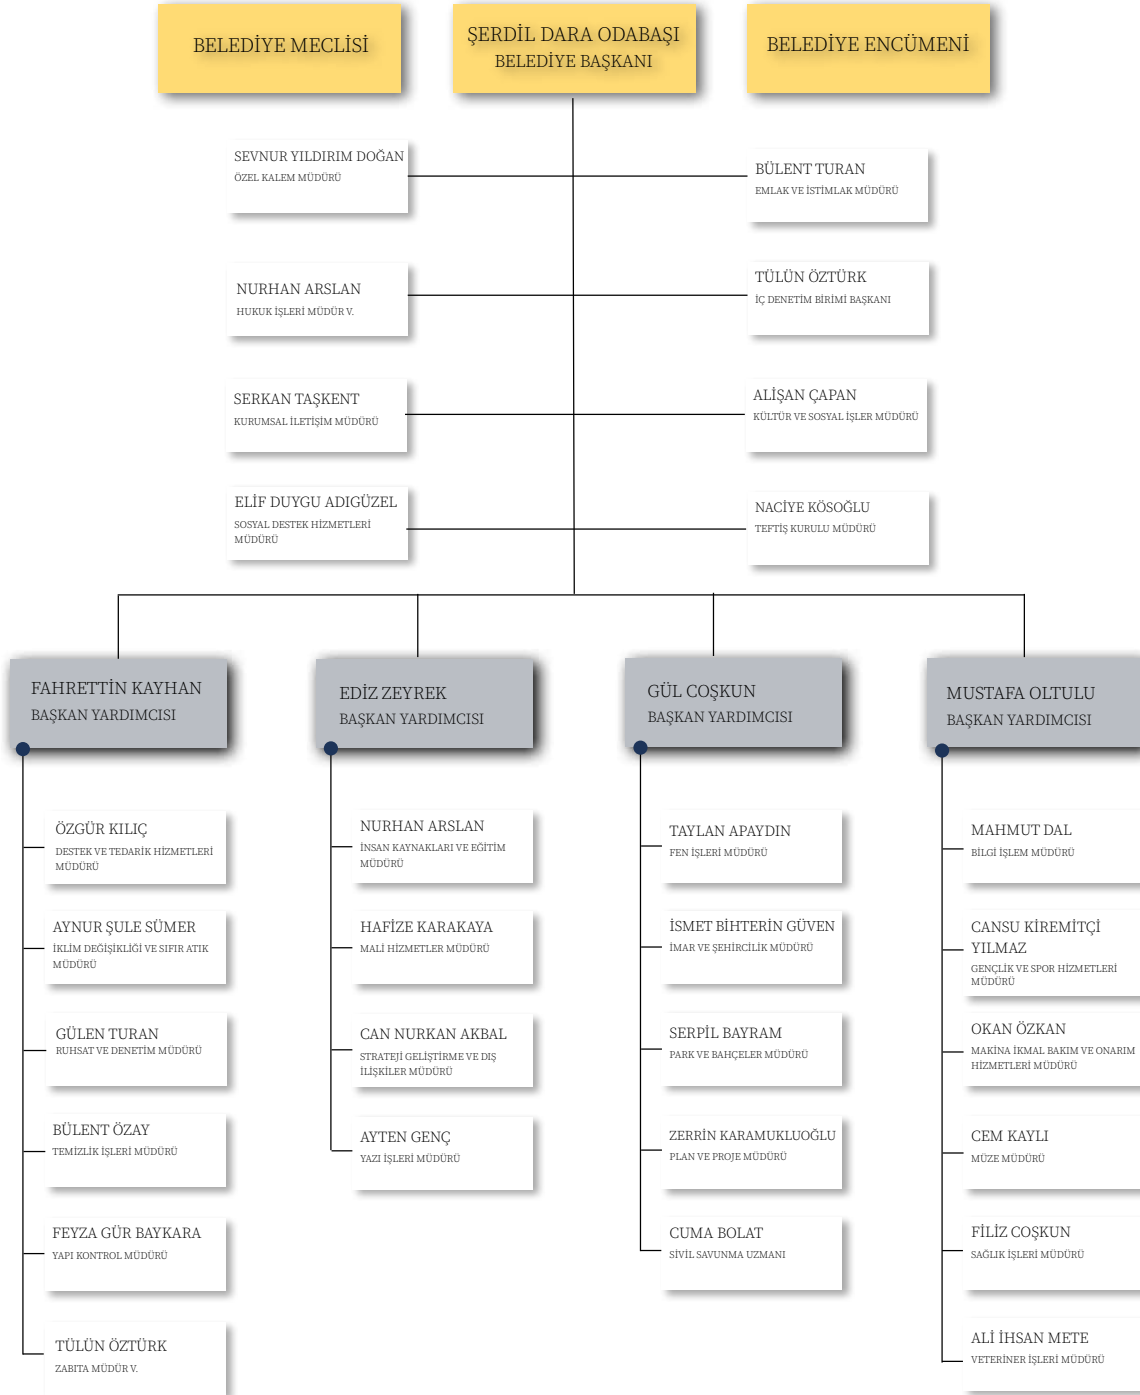 BELEDİYE MECLİSİ
ŞERDİL DARA ODABAŞI
BELEDİYE BAŞKANI
BELEDİYE ENCÜMENİ
SEVNUR YILDIRIM DOĞAN
ÖZEL KALEM MÜDÜRÜ
BÜLENT TURAN
EMLAK VE İSTİMLAK MÜDÜRÜ
NURHAN ARSLAN
HUKUK İŞLERİ MÜDÜR V.
TÜLÜN ÖZTÜRK
İÇ DENETİM BİRİMİ BAŞKANI
SERKAN TAŞKENT
KURUMSAL İLETİŞİM MÜDÜRÜ
ALİŞAN ÇAPAN
KÜLTÜR VE SOSYAL İŞLER MÜDÜRÜ
ELİF DUYGU ADIGÜZEL
SOSYAL DESTEK HİZMETLERİ
MÜDÜRÜ
NACİYE KÖSOĞLU
TEFTİŞ KURULU MÜDÜRÜ
FAHRETTİN KAYHAN
BAŞKAN YARDIMCISI
ÖZGÜR KILIÇ
DESTEK VE TEDARİK HİZMETLERİ
MÜDÜRÜ
AYNUR ŞULE SÜMER
İKLİM DEĞİŞİKLİĞİ VE SIFIR ATIK
MÜDÜRÜ
GÜLEN TURAN
RUHSAT VE DENETİM MÜDÜRÜ
BÜLENT ÖZAY
TEMİZLİK İŞLERİ MÜDÜRÜ
FEYZA GÜR BAYKARA
YAPI KONTROL MÜDÜRÜ
TÜLÜN ÖZTÜRK
ZABITA MÜDÜR V.
EDİZ ZEYREK
BAŞKAN YARDIMCISI
NURHAN ARSLAN
İNSAN KAYNAKLARI VE EĞİTİM
MÜDÜRÜ
HAFİZE KARAKAYA
MALİ HİZMETLER MÜDÜRÜ
CAN NURKAN AKBAL
STRATEJİ GELİŞTİRME VE DIŞ
İLİŞKİLER MÜDÜRÜ
AYTEN GENÇ
YAZI İŞLERİ MÜDÜRÜ
GÜL COŞKUN
BAŞKAN YARDIMCISI
TAYLAN APAYDIN
FEN İŞLERİ MÜDÜRÜ
İSMET BİHTERİN GÜVEN
İMAR VE ŞEHİRCİLİK MÜDÜRÜ
SERPİL BAYRAM
PARK VE BAHÇELER MÜDÜRÜ
ZERRİN KARAMUKLUOĞLU
PLAN VE PROJE MÜDÜRÜ
CUMA BOLAT
SİVİL SAVUNMA UZMANI
MUSTAFA OLTULU
BAŞKAN YARDIMCISI
MAHMUT DAL
BİLGİ İŞLEM MÜDÜRÜ
CANSU KİREMİTÇİ
YILMAZ
GENÇLİK VE SPOR HİZMETLERİ
MÜDÜRÜ
OKAN ÖZKAN
MAKİNA İKMAL BAKIM VE ONARIM
HİZMETLERİ MÜDÜRÜ
CEM KAYLI
MÜZE MÜDÜRÜ
FİLİZ COŞKUN
SAĞLIK İŞLERİ MÜDÜRÜ
ALİ İHSAN METE
VETERİNER İŞLERİ MÜDÜRÜ